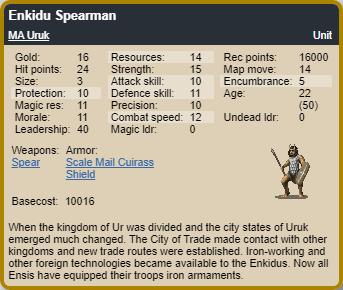 Enkidu Spearman
MA Uruk Unit
Gold: 16 Resources: 14 Rec points: 16000
Hit points: 24 Strength: 15 Map move: 14
Size: 3 Attack skill: 10 Encumbrance: 5
Protection: 10 Defence skill: 11 Age: 22
Magic res: 11 Precision: 10 (50)
Morale: 11 Combat speed: 12 Undead ldr: 0
Leadership: 40 Magic ldr: 0
Weapons: Armor:
Spear Scale Mail Cuirass
Shield
Basecost: 10016
When the kingdom of Ur was divided and the city states of Uruk
emerged much changed. The City of Trade made contact with other
kingdoms and new trade routes were established. Iron-working and
other foreign technologies became available to the Enkidus. Now all
Ensis have equipped their troops iron armaments.